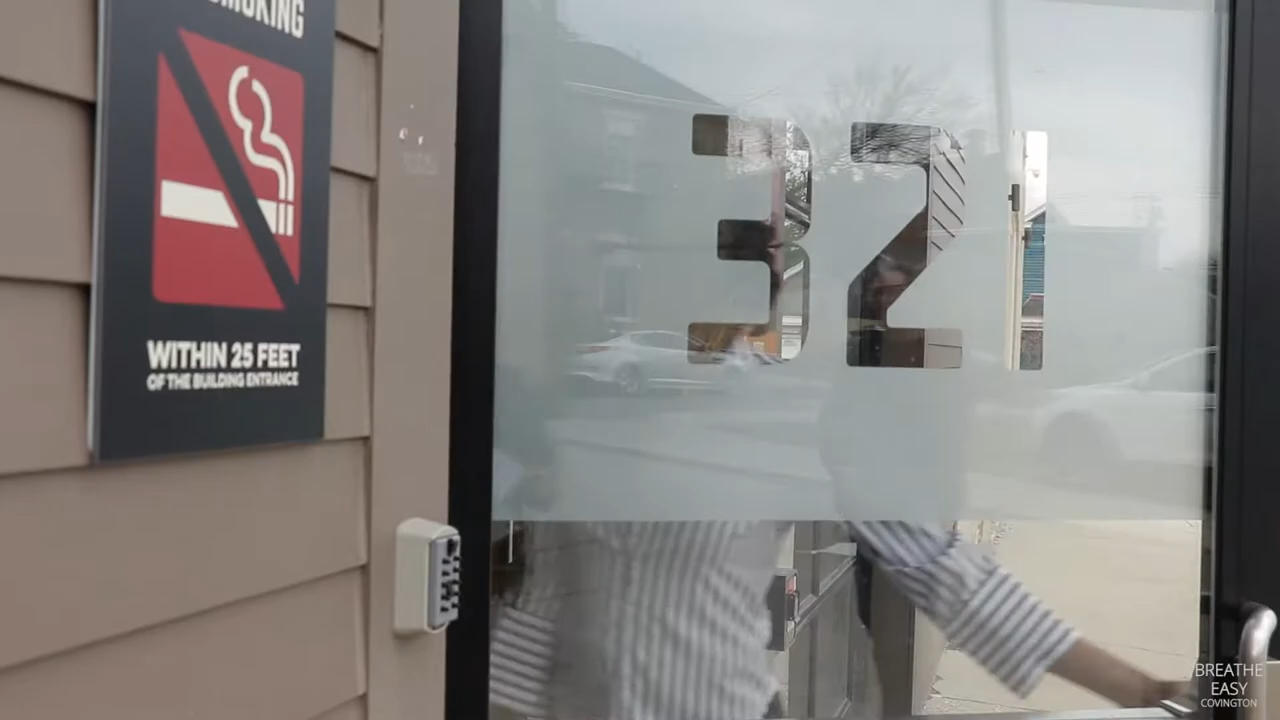 SMOKING
WITHIN 25 FEET
OF THE BUILDING ENTRANCE
321
BREATHE
EASY
COVINGTON